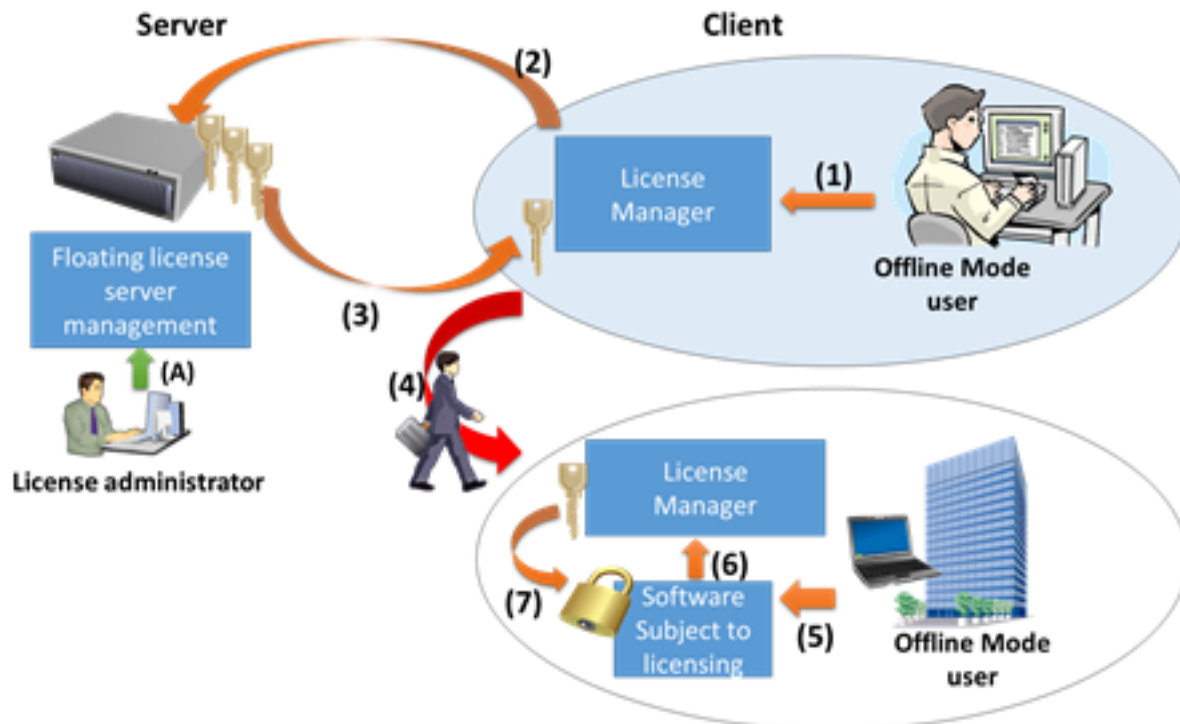 Server
Client
(2)
License
Manager
(1)
Offline Mode
user
Floating license
server
management
(3)
(A)
License administrator
(4)
License
Manager
(6)
(7)
Software
Subject to
licensing
(5)
Offline Mode
user